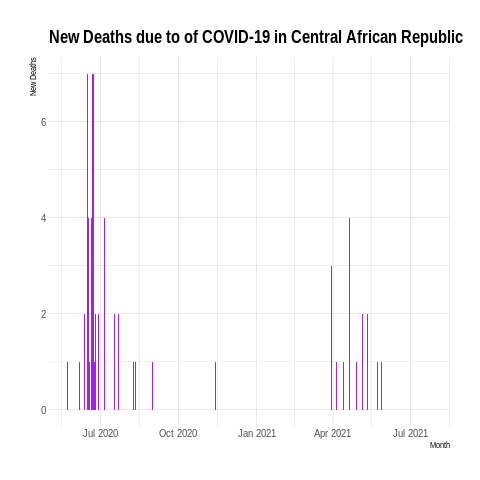 New Deaths due to of COVID-19 in Central African Republic
New Deaths
6
4
2
0
Jul 2020 Oct 2020 Jan 2021 Apr 2021 Jul 2021
Month